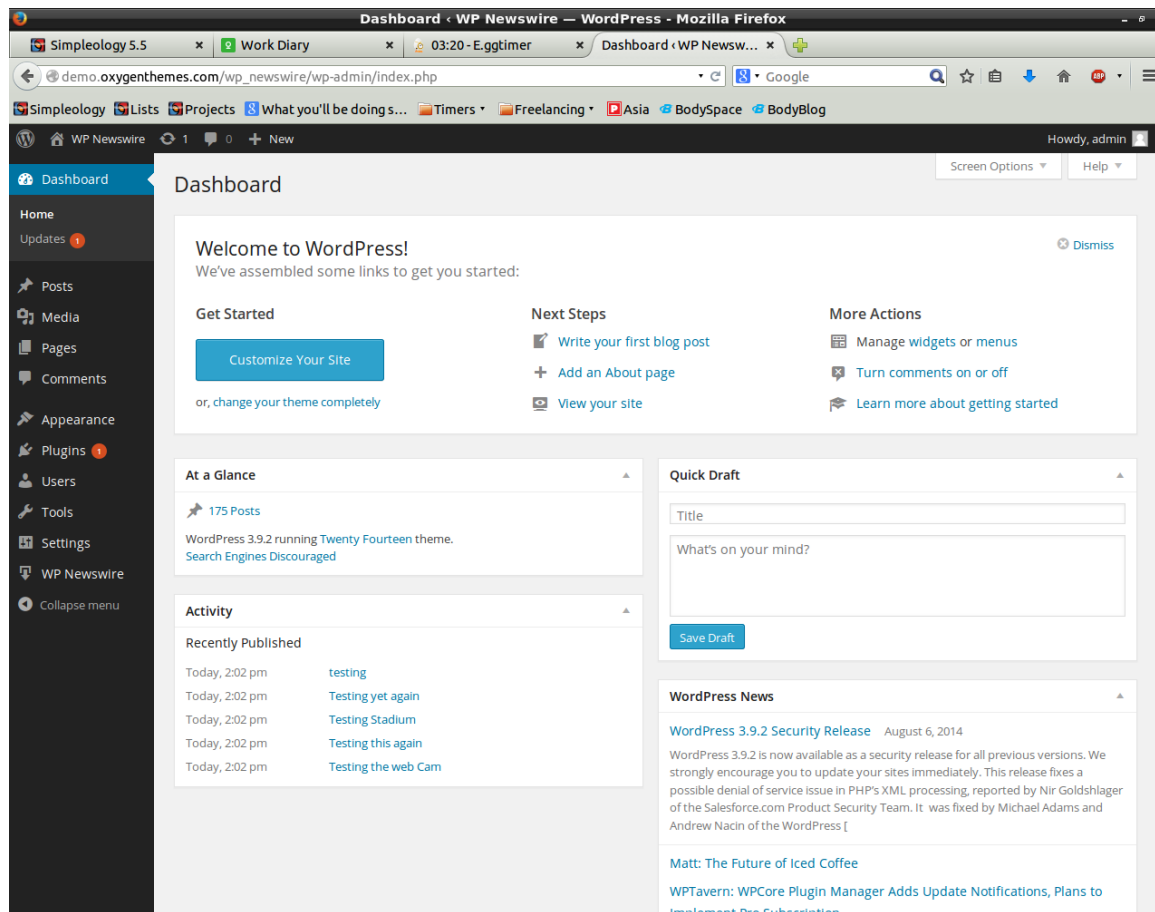 Dashboard ‹ WP Newswire — WordPress - Mozilla Firefox
Simpleology 5.5
Work Diary
03:20 - E.ggtimer
Dashboard ‹ WP Newsw...
demo.oxygenthemes.com/wp_newswire/wp-admin/index.php
Google
Simpleology
Lists
Projects
What you'll be doing s...
Timers
Freelancing
Asia
BodySpace
BodyBlog
WP Newswire
1
0
New
Howdy, admin
Dashboard
Home
Updates 1
Posts
Media
Pages
Comments
Appearance
Plugins 1
Users
Tools
Settings
WP Newswire
Collapse menu
Screen Options
Help
Dashboard
Welcome to WordPress!
We've assembled some links to get you started:
Dismiss
Get Started
Customize Your Site
or, change your theme completely
Next Steps
Write your first blog post
Add an About page
View your site
More Actions
Manage widgets or menus
Turn comments on or off
Learn more about getting started
At a Glance
175 Posts
WordPress 3.9.2 running Twenty Fourteen theme.
Search Engines Discouraged
Activity
Recently Published
Today, 2:02 pm testing
Today, 2:02 pm Testing yet again
Today, 2:02 pm Testing Stadium
Today, 2:02 pm Testing this again
Today, 2:02 pm Testing the web Cam
Quick Draft
Title
What's on your mind?
Save Draft
WordPress News
WordPress 3.9.2 Security Release August 6, 2014
WordPress 3.9.2 is now available as a security release for all previous versions. We
strongly encourage you to update your sites immediately. This release fixes a
possible denial of service issue in PHP's XML processing, reported by Nir Goldshlager
of the Salesforce.com Product Security Team. It was fixed by Michael Adams and
Andrew Nacin of the WordPress [
Matt: The Future of Iced Coffee
WPTavern: WPCore Plugin Manager Adds Update Notifications, Plans to
Implement Pro Subscription